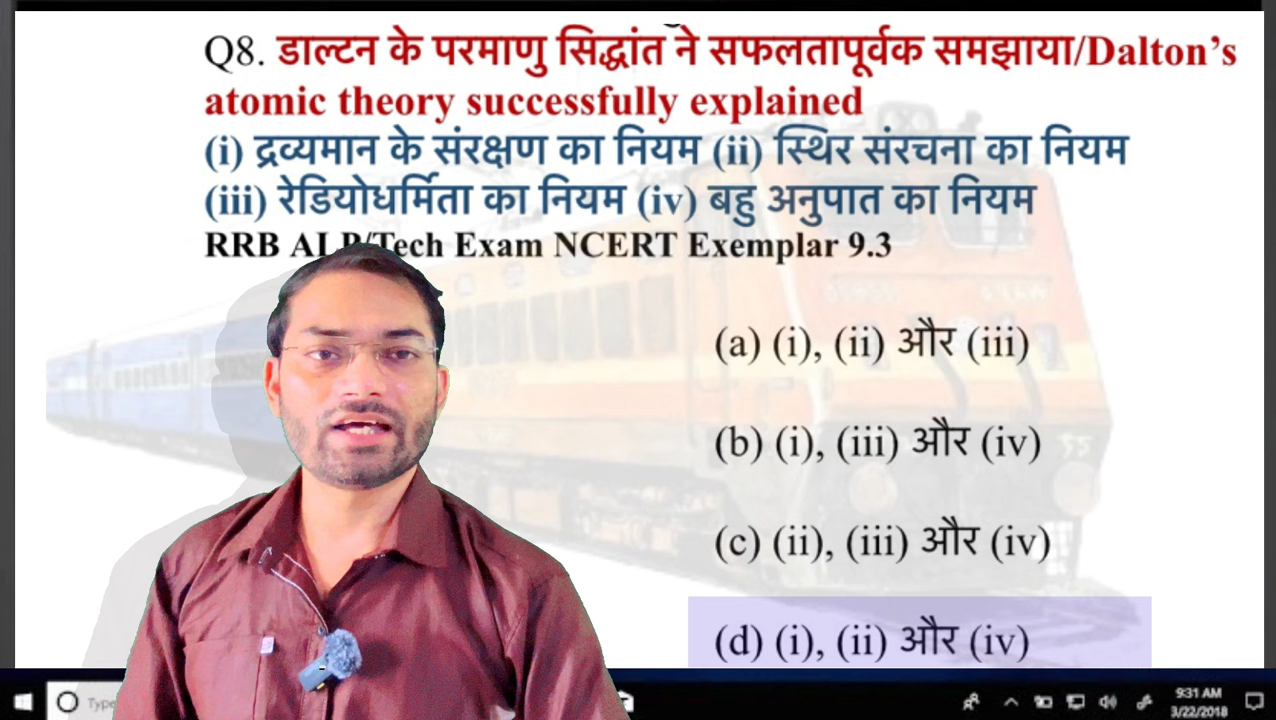 Q8. डाल्टन के परमाणु सिद्धांत ने सफलतापूर्वक समझाया/Dalton's
atomic theory successfully explained
(i) द्रव्यमान के संरक्षण का नियम (ii) स्थिर संरचना का नियम
(iii) रेडियोधर्मिता का नियम (iv) बहु अनुपात का नियम
RRB ALP/Tech Exam NCERT Exemplar 9.3
(a) (i), (ii) और (iii)
(b) (i), (iii) और (iv)
(c) (ii), (iii) और (iv)
(d) (i), (ii) और (iv)
Type
9:31 AM
3/22/2018